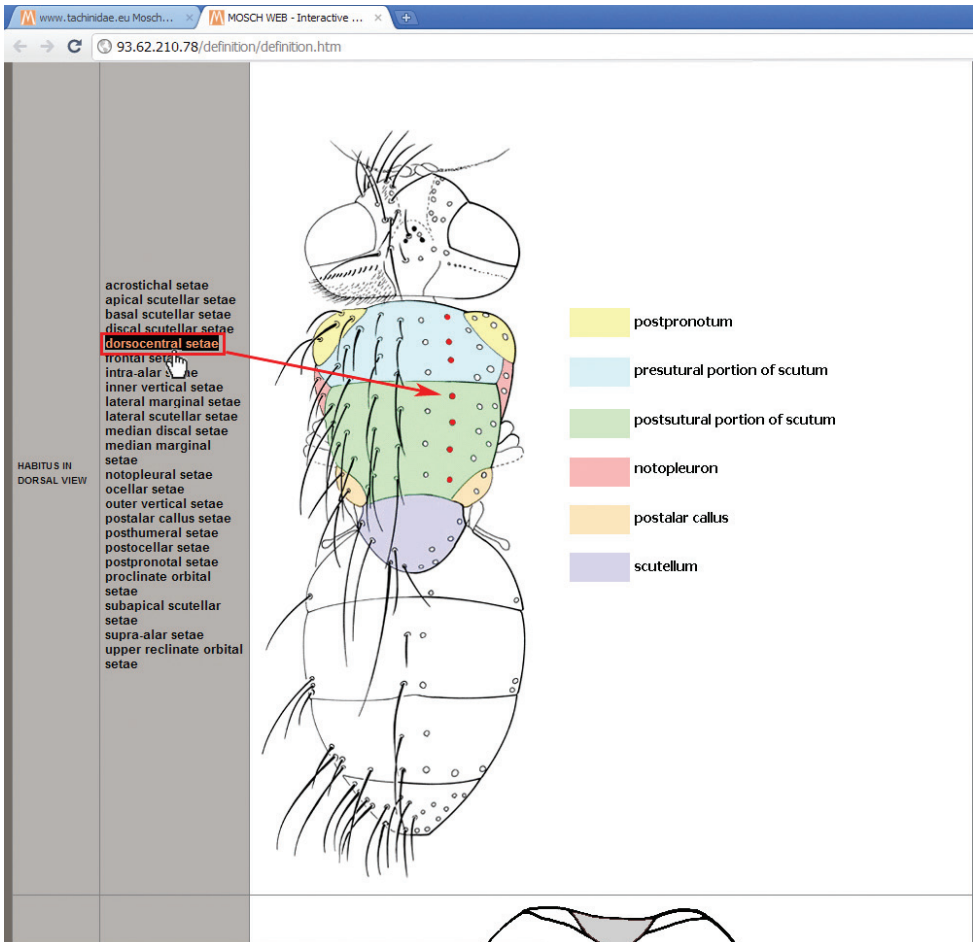 www.tachinidae.eu Mosch...
MOSCH WEB - Interactive ...
93.62.210.78/definition/definition.htm
HABITUS IN
DORSAL VIEW
acrostichal setae
apical scutellar setae
basal scutellar setae
discal scutellar setae
dorsocentral setae
frontal setae
intra-alar setae
inner vertical setae
lateral marginal setae
lateral scutellar setae
median discal setae
median marginal
setae
notopleural setae
ocellar setae
outer vertical setae
postalar callus setae
posthumeral setae
postocellar setae
postpronotal setae
proclinate orbital
setae
subapical scutellar
setae
supra-alar setae
upper reclinate orbital
setae
postpronotum
presutural portion of scutum
postsutural portion of scutum
notopleuron
postalar callus
scutellum